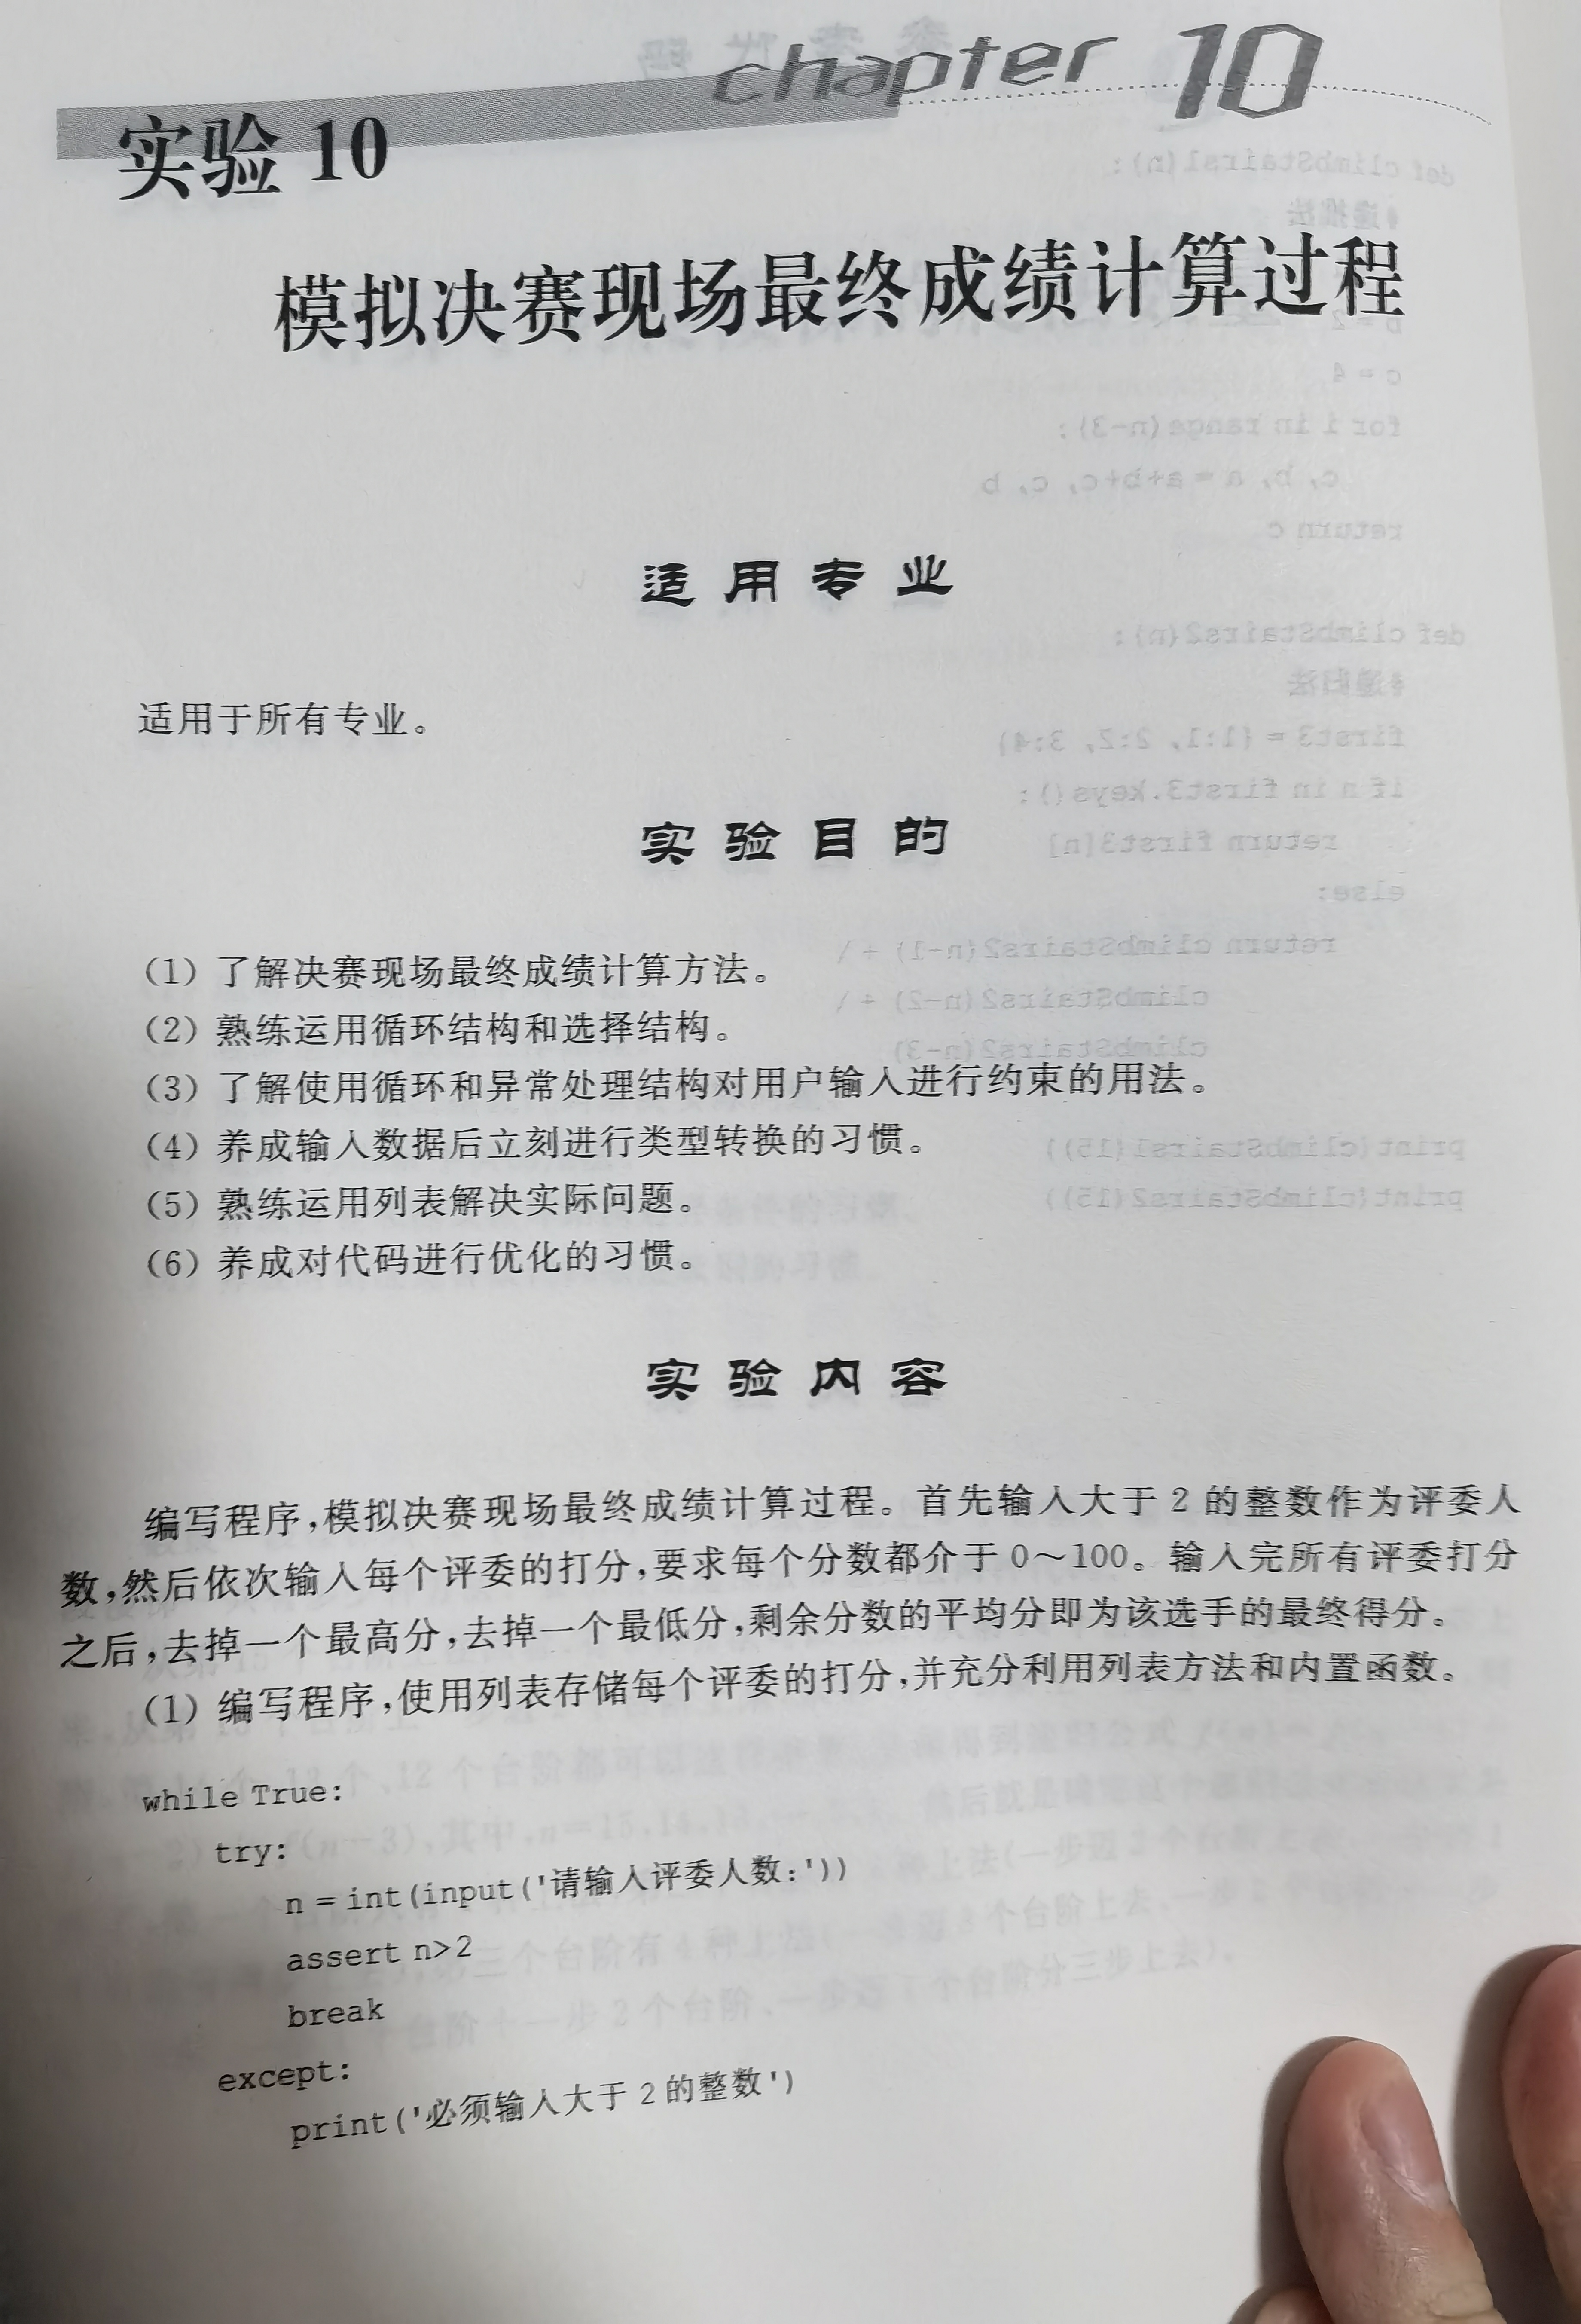 chapter 10
实验 10
模拟决赛现场最终成绩计算过程
适用专业
适用于所有专业。
实验目的
(1) 了解决赛现场最终成绩计算方法。
(2) 熟练运用循环结构和选择结构。
(3) 了解使用循环和异常处理结构对用户输入进行约束的用法。
(4) 养成输入数据后立刻进行类型转换的习惯。
(5) 熟练运用列表解决实际问题。
(6) 养成对代码进行优化的习惯。
实验内容
编写程序,模拟决赛现场最终成绩计算过程。首先输入大于 2 的整数作为评委人
数,然后依次输入每个评委的打分,要求每个分数都介于 0～100。输入完所有评委打分
之后,去掉一个最高分,去掉一个最低分,剩余分数的平均分即为该选手的最终得分。
(1) 编写程序,使用列表存储每个评委的打分,并充分利用列表方法和内置函数。
while True:
try:
n = int(input('请输入评委人数:'))
assert n>2
break
except:
print('必须输入大于 2 的整数')